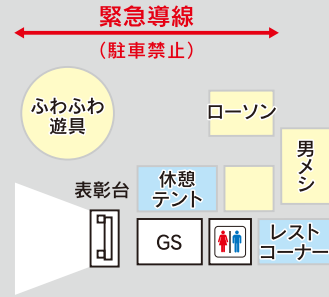 緊急導線
(駐車禁止)
ふわふわ
遊具
ローソン
男メシ
表彰台
休憩
テント
GS
レスト
コーナー